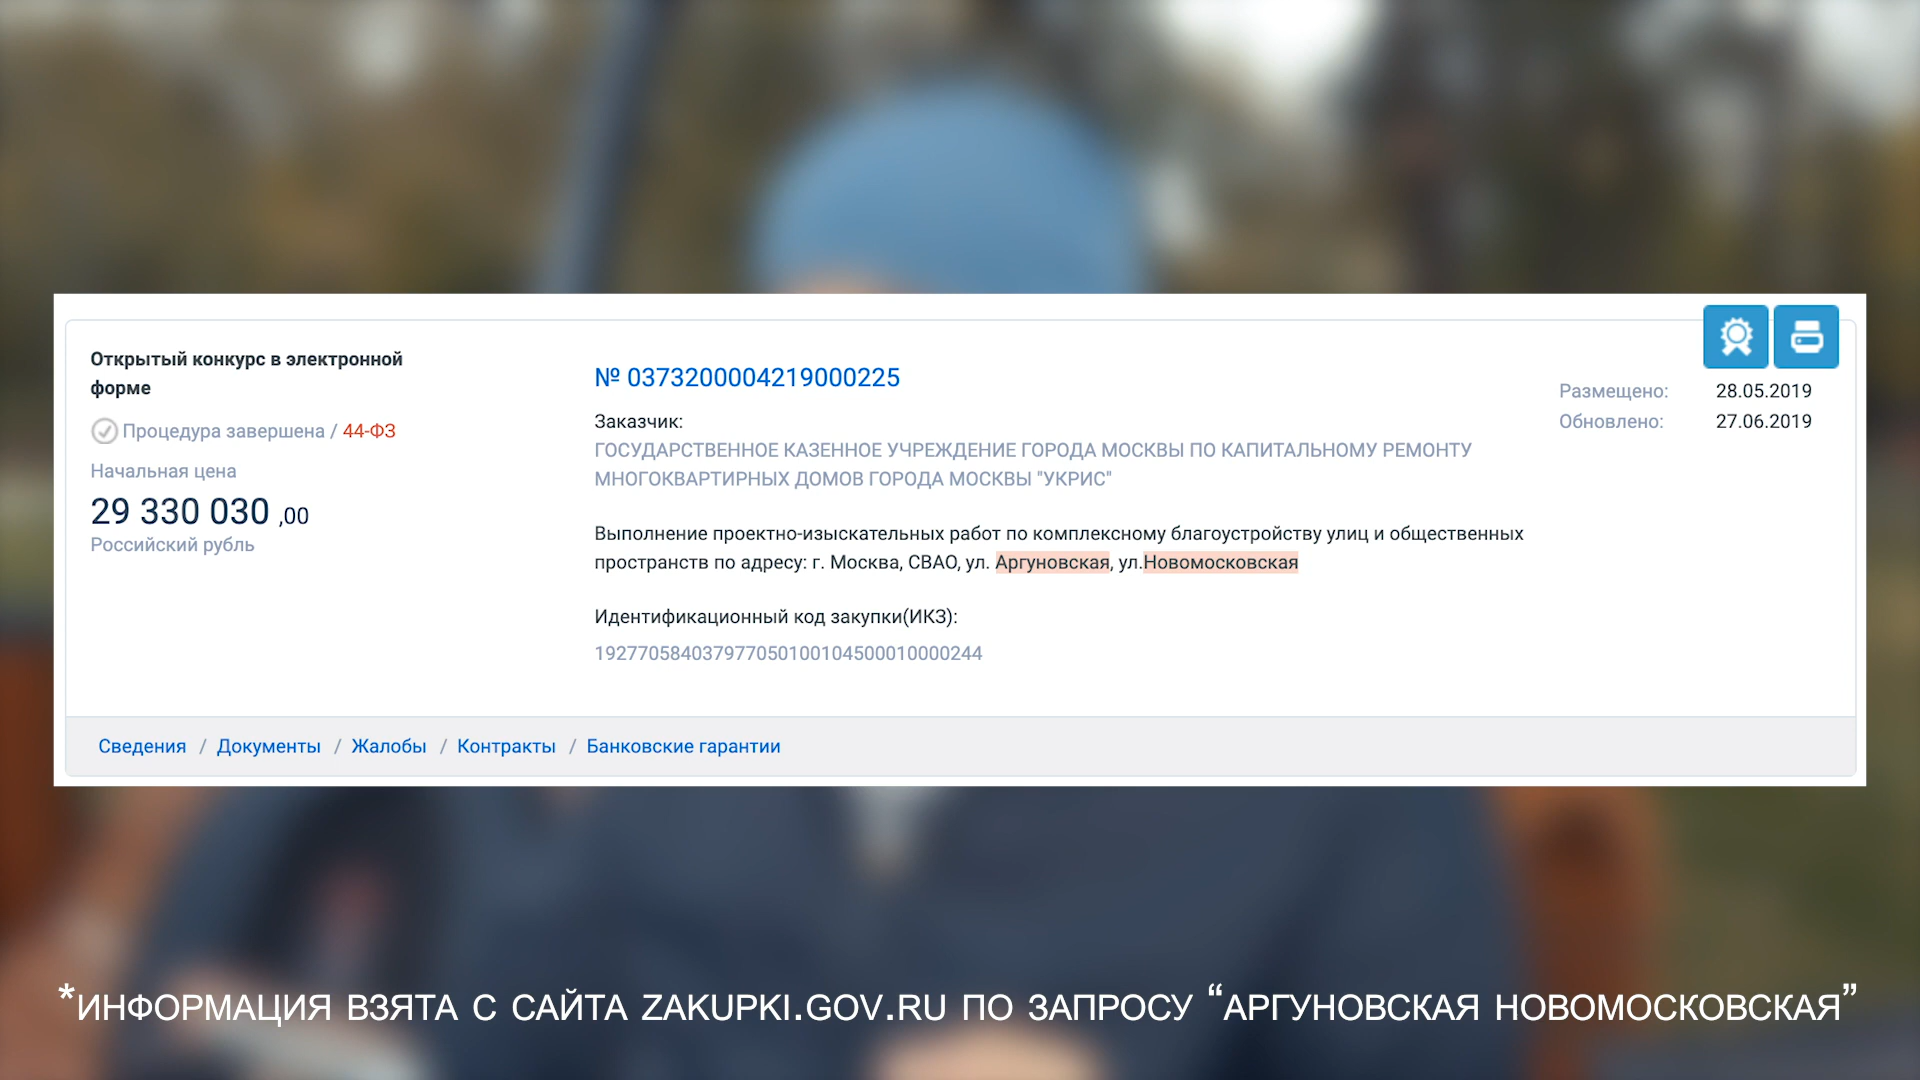 Открытый конкурс в электронной
форме
Процедура завершена / 44-ФЗ
Начальная цена
29 330 030 ,00
Российский рубль
№ 0373200004219000225
Заказчик:
ГОСУДАРСТВЕННОЕ КАЗЕННОЕ УЧРЕЖДЕНИЕ ГОРОДА МОСКВЫ ПО КАПИТАЛЬНОМУ РЕМОНТУ
МНОГОКВАРТИРНЫХ ДОМОВ ГОРОДА МОСКВЫ "УКРИС"
Выполнение проектно-изыскательных работ по комплексному благоустройству улиц и общественных
пространств по адресу: г. Москва, СВАО, ул. Аргуновская, ул.Новомосковская
Идентификационный код закупки(ИКЗ):
192770584037977050100104500010000244
Размещено: 28.05.2019
Обновлено: 27.06.2019
Сведения / Документы / Жалобы / Контракты / Банковские гарантии
*ИНФОРМАЦИЯ ВЗЯТА С САЙТА ZAKUPKI.GOV.RU ПО ЗАПРОСУ “АРГУНОВСКАЯ НОВОМОСКОВСКАЯ”